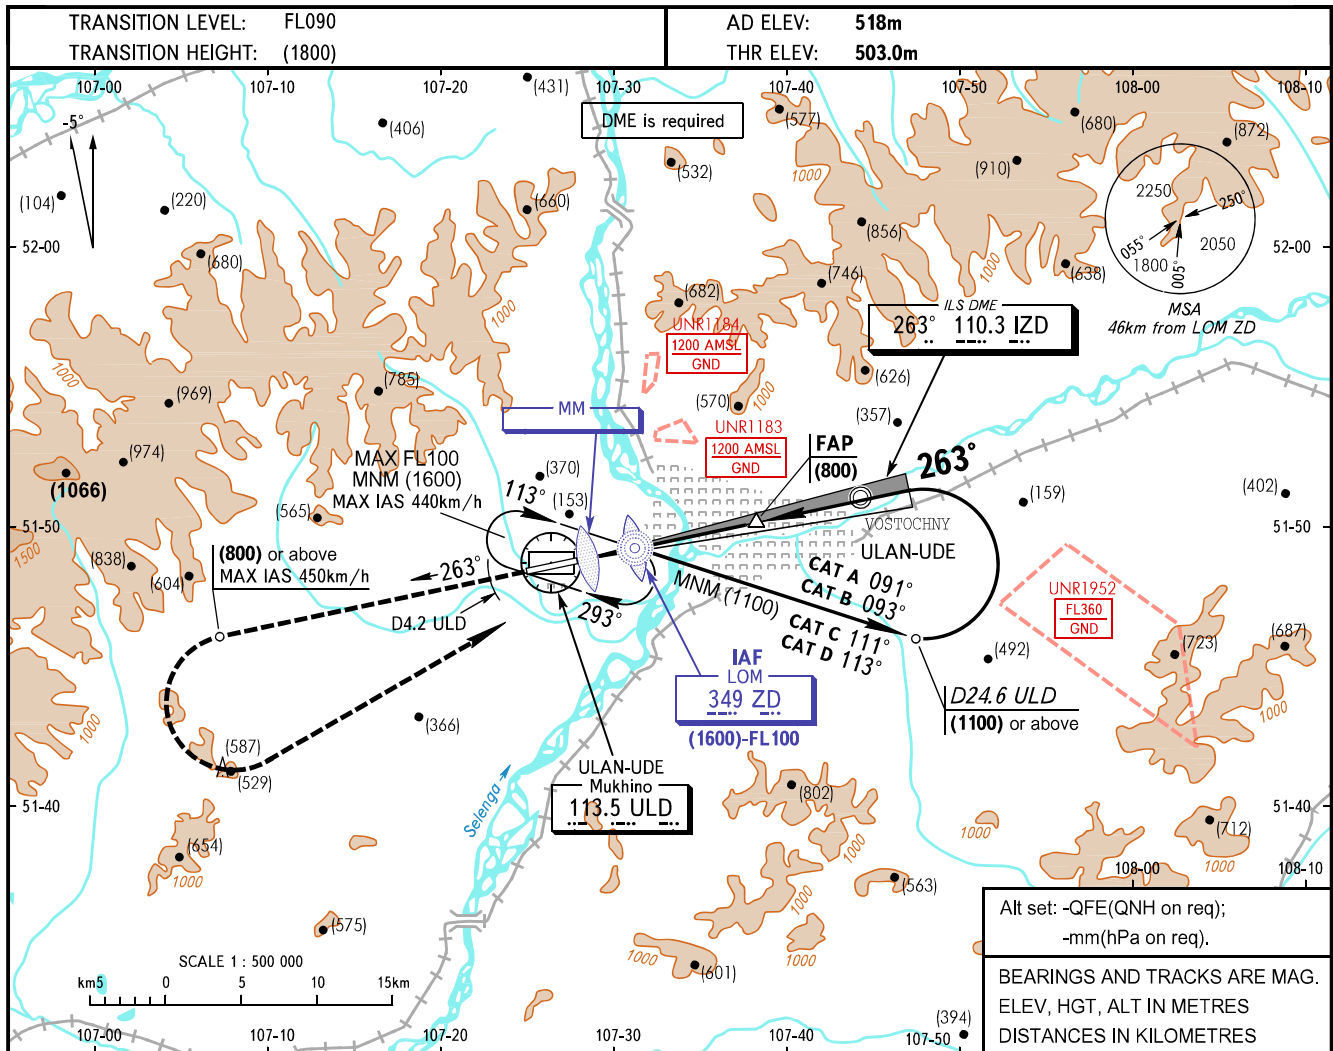 TRANSITION LEVEL: FL090
TRANSITION HEIGHT: (1800)
AD ELEV: 518m
THR ELEV: 503.0m
107-00
107-10
107-20
107-30
107-40
107-50
108-00
108-10
-5°
(431)
(406)
DME is required
(577)
(680)
(872)
(910)
(532)
1000
(104)
(220)
(660)
2250
250°
055°
2050
1800
005°
MSA
46km from LOM ZD
52-00
52-00
(680)
(856)
(746)
(638)
1000
(682)
1000
ILS DME
263° 110.3 IZD
UNR1184
1200 AMSL
GND
1000
(969)
(785)
(626)
(570)
1000
(357)
MM
UNR1183
1200 AMSL
GND
FAP
(800)
263°
(974)
(1066)
MAX FL100
MNM (1600)
MAX IAS 440km/h
(370)
113°
(153)
(159)
(402)
(565)
51-50
51-50
1500
VOSTOCHNY
ULAN-UDE
(838)
(604)
(800) or above
MAX IAS 450km/h
263°
293°
D4.2 ULD
MNM (1100)
CAT A 091°
CAT B 093°
CAT C 111°
CAT D 113°
UNR1952
FL360
GND
(492)
(723)
(687)
IAF
LOM
349 ZD
(1600)-FL100
D24.6 ULD
(1100) or above
1000
1000
(366)
(587)
(529)
ULAN-UDE
Mukhino
113.5 ULD
Selenga
51-40
51-40
(802)
(712)
1000
1000
1000
(654)
1000
(563)
1000
(575)
1000
(601)
1000
108-00
108-10
SCALE 1 : 500 000
km5 0 5 10 15km
(394)
107-00
107-10
107-20
107-30
107-40
107-50
Alt set: -QFE(QNH on req);
-mm(hPa on req).
BEARINGS AND TRACKS ARE MAG.
ELEV, HGT, ALT IN METRES
DISTANCES IN KILOMETRES